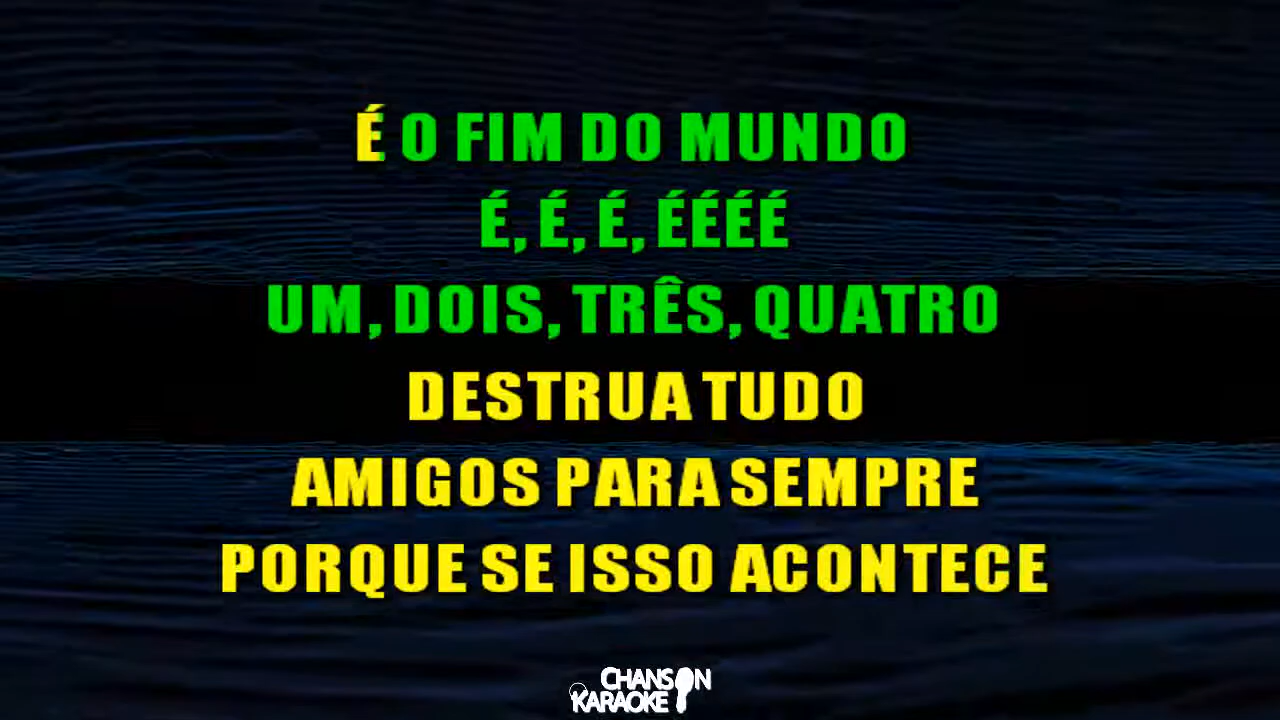 É O FIM DO MUNDO
É, É, É, ÉÉÉÉ
UM, DOIS, TRÊS, QUATRO
DESTRUA TUDO
AMIGOS PARA SEMPRE
PORQUE SE ISSO ACONTECE
CHANSON
KARAOKE